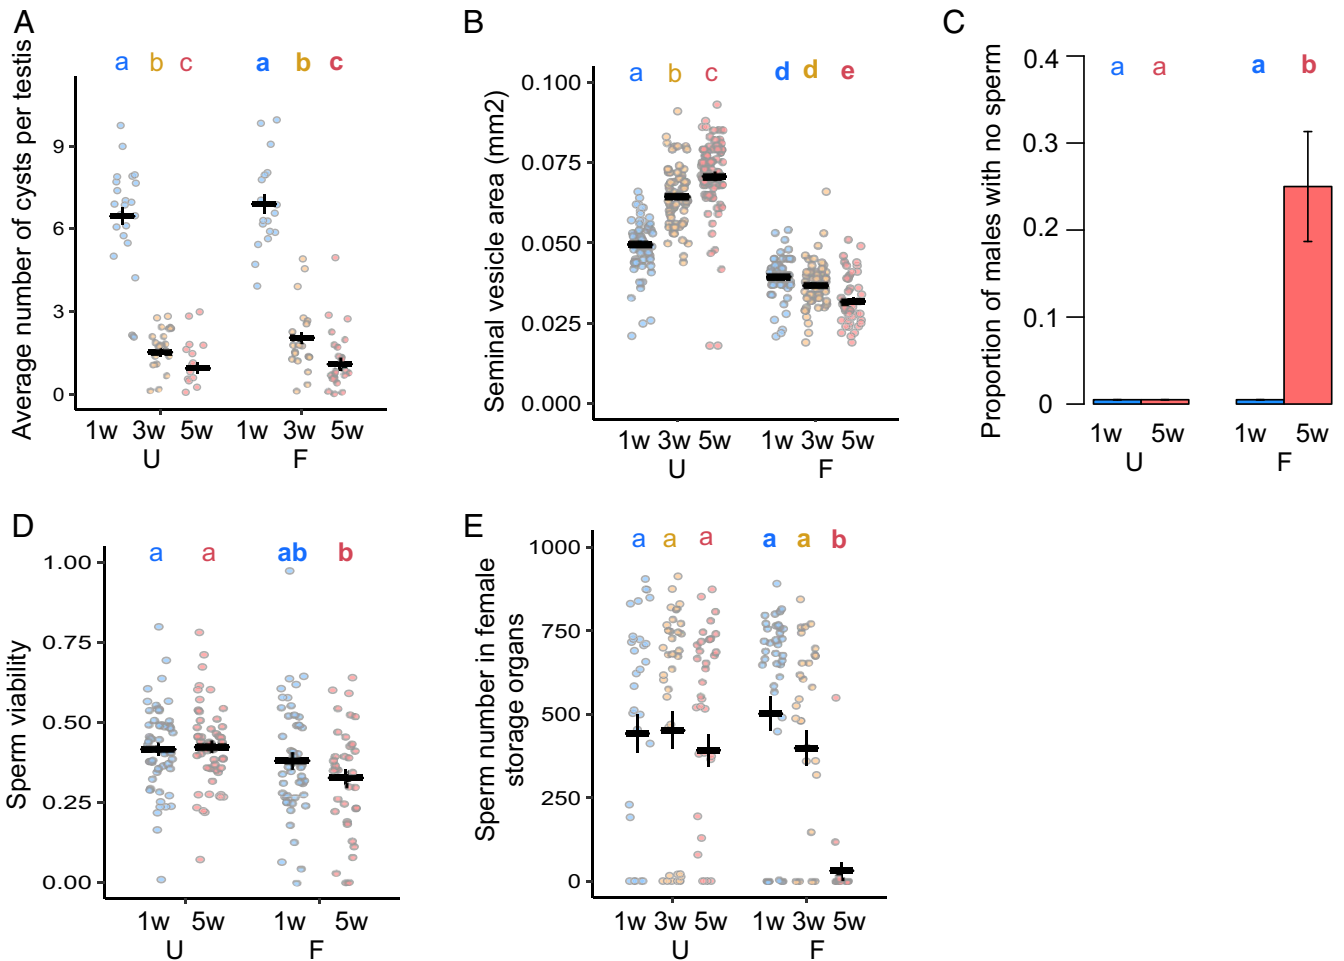 A
Average number of cysts per testis
a b c a b c
9
6
3
0
1w 3w 5w 1w 3w 5w
U F
B
Seminal vesicle area (mm2)
a b c d d e
0.100
0.075
0.050
0.025
0.000
1w 3w 5w 1w 3w 5w
U F
C
Proportion of males with no sperm
a a a b
0.4
0.3
0.2
0.1
0
1w 5w 1w 5w
U F
D
Sperm viability
a a ab b
1.00
0.75
0.50
0.25
0.00
1w 5w 1w 5w
U F
E
Sperm number in female
storage organs
a a a a a b
1000
750
500
250
0
1w 3w 5w 1w 3w 5w
U F